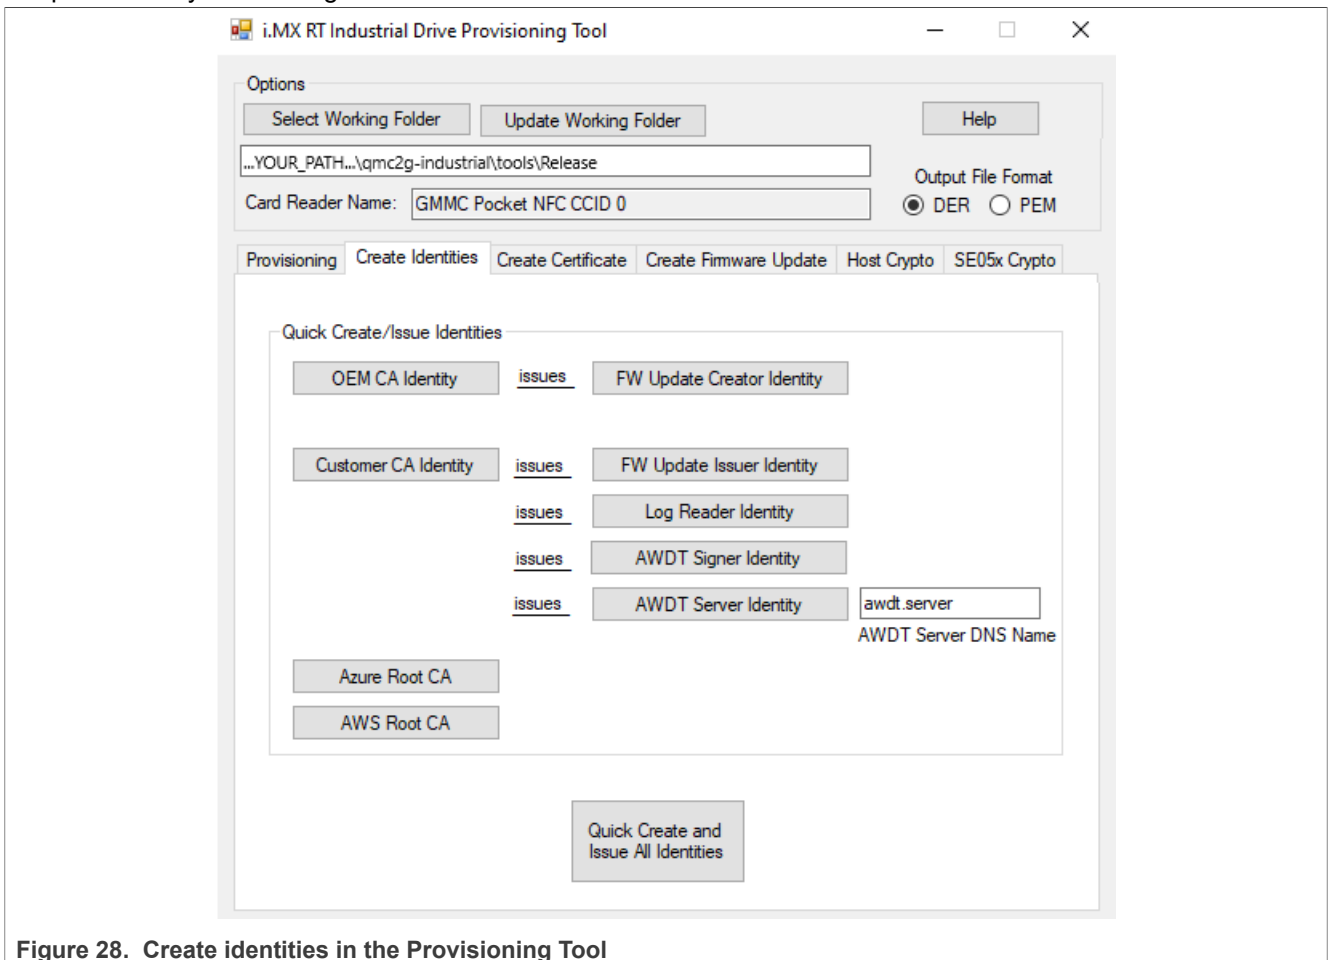 i.MX RT Industrial Drive Provisioning Tool
Options
Select Working Folder Update Working Folder Help
...YOUR_PATH...\qmc2g-industrial\tools\Release
Output File Format
Card Reader Name: GMMC Pocket NFC CCID 0 DER PEM
Provisioning Create Identities Create Certificate Create Firmware Update Host Crypto SE05x Crypto
Quick Create/Issue Identities
OEM CA Identity issues FW Update Creator Identity
Customer CA Identity issues FW Update Issuer Identity
issues Log Reader Identity
issues AWDT Signer Identity
issues AWDT Server Identity awdt.server
AWDT Server DNS Name
Azure Root CA
AWS Root CA
Quick Create and
Issue All Identities
Figure 28. Create identities in the Provisioning Tool